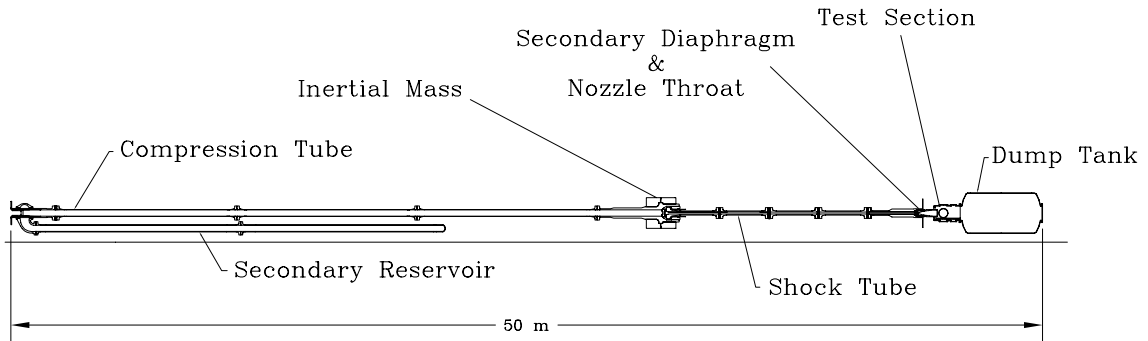 Test Section
Secondary Diaphragm
&
Nozzle Throat
Inertial Mass
Compression Tube
Dump Tank
Secondary Reservoir
Shock Tube
50 m